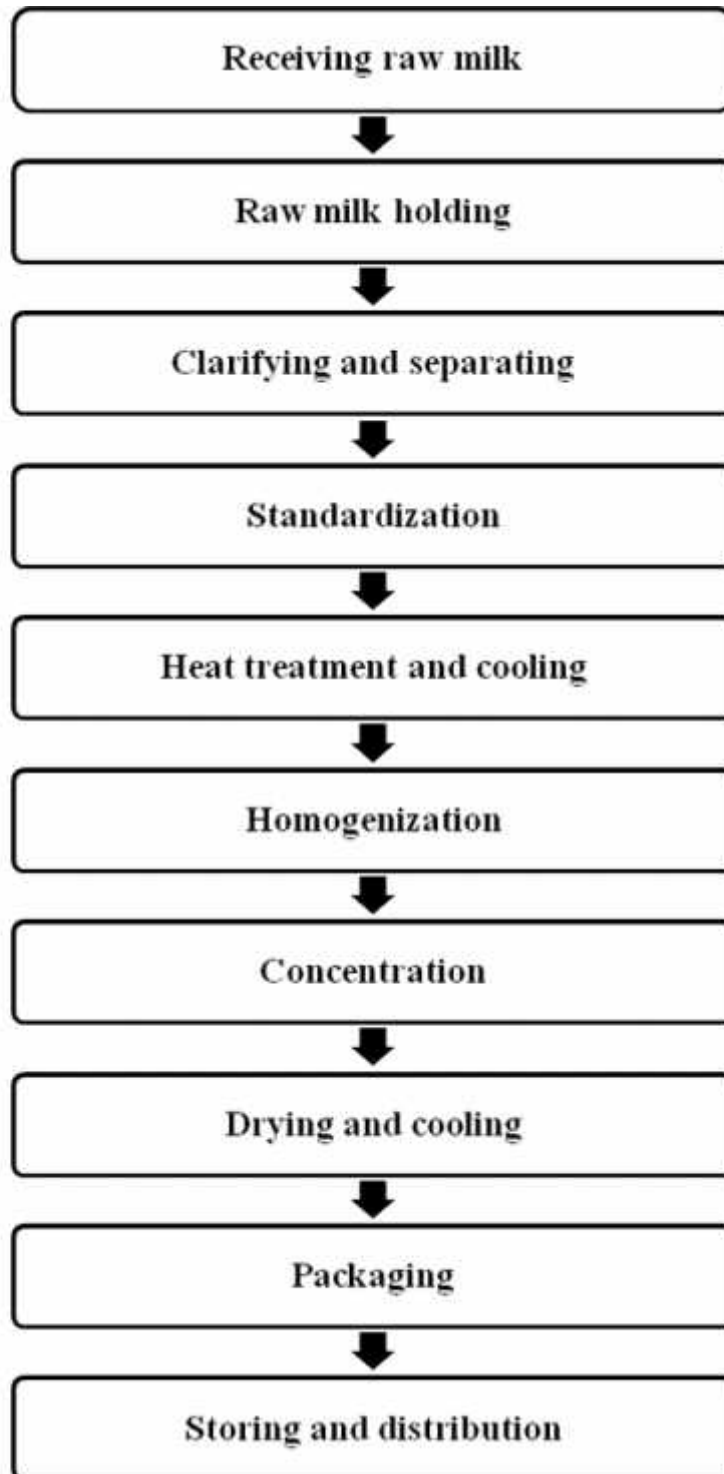 Receiving raw milk
Raw milk holding
Clarifying and separating
Standardization
Heat treatment and cooling
Homogenization
Concentration
Drying and cooling
Packaging
Storing and distribution